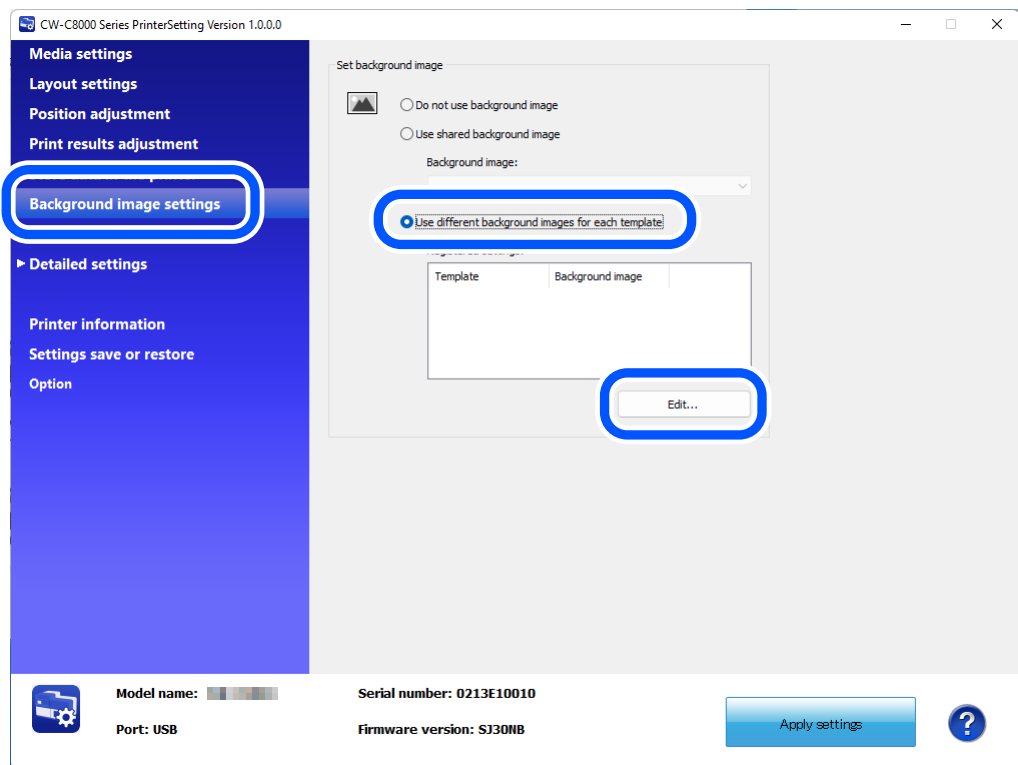 CW-C8000 Series PrinterSetting Version 1.0.0.0
Media settings
Layout settings
Position adjustment
Print results adjustment
Background image settings
Detailed settings
Printer information
Settings save or restore
Option
Set background image
Do not use background image
Use shared background image
Background image:
Use different background images for each template
Template Background image
Edit...
Model name:
Port: USB
Serial number: 0213E10010
Firmware version: SJ30NB
Apply settings
?